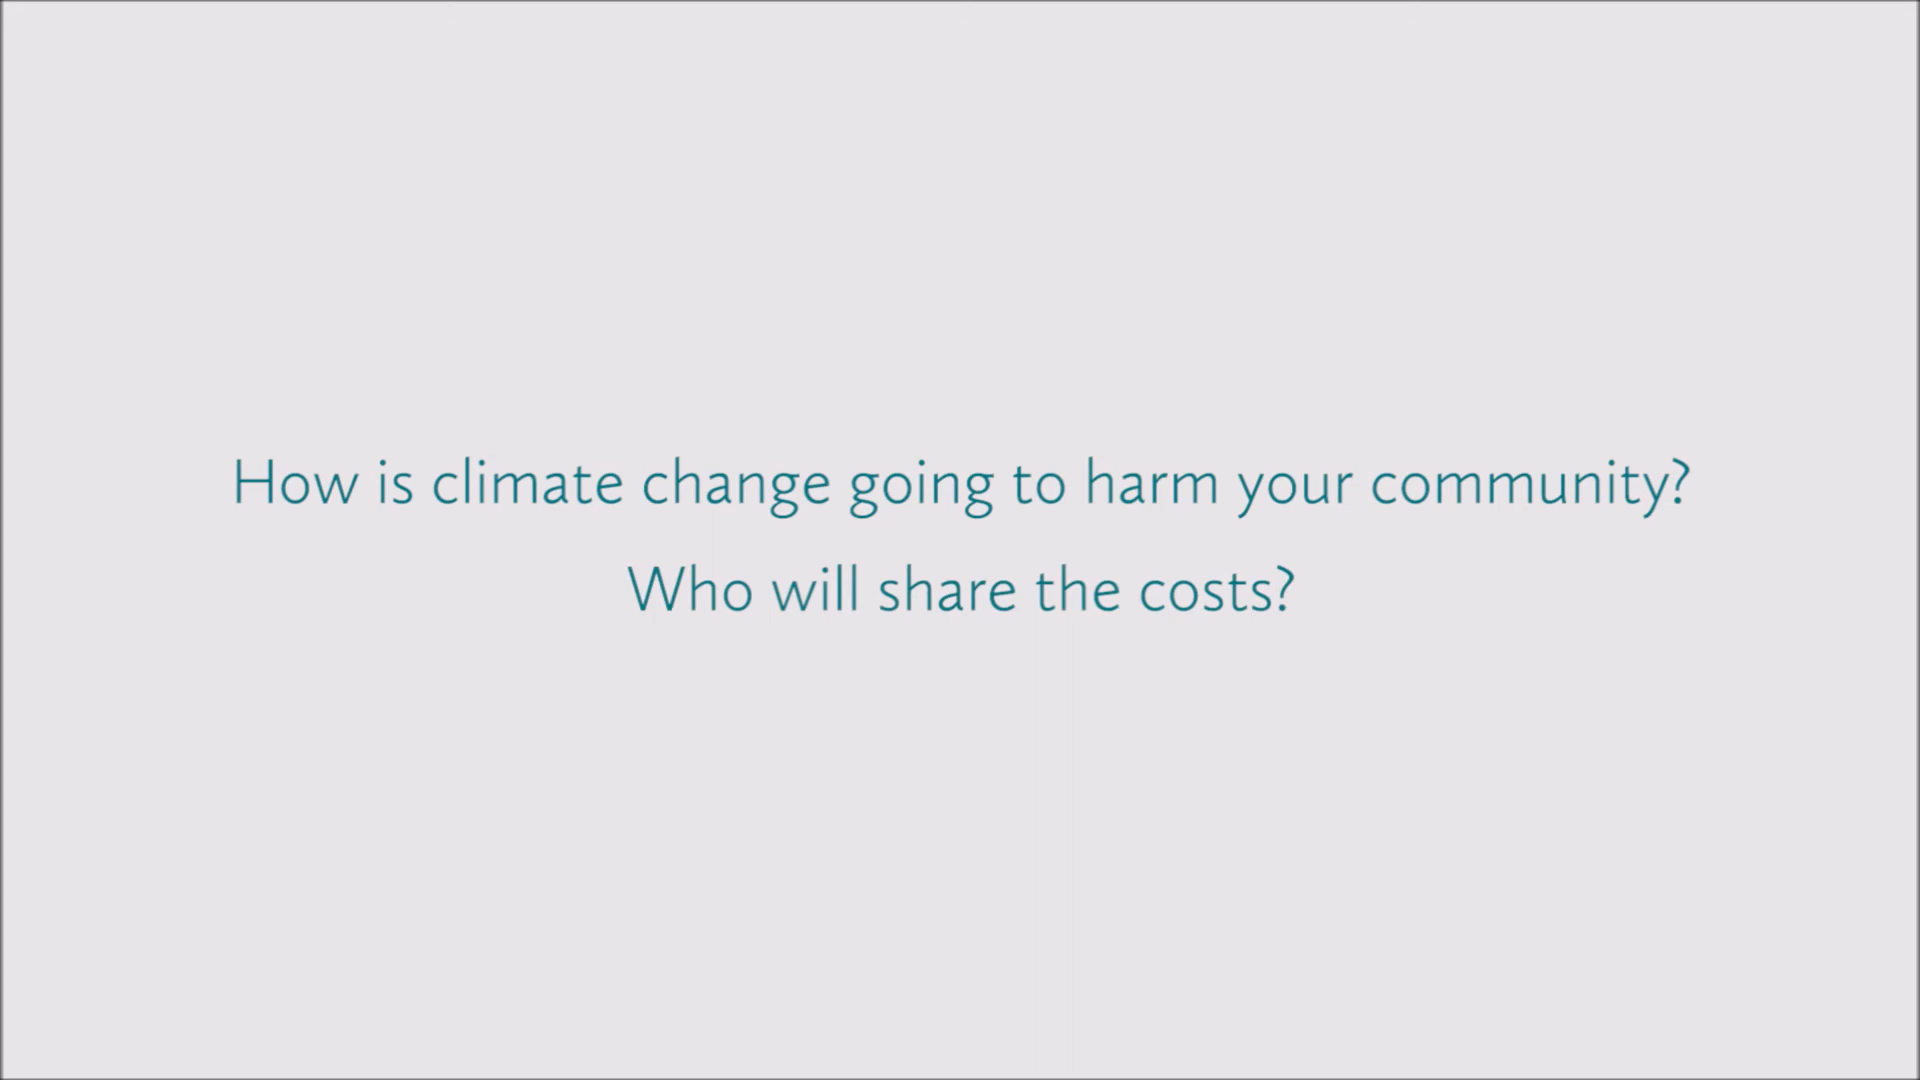 How is climate change going to harm your community?
Who will share the costs?